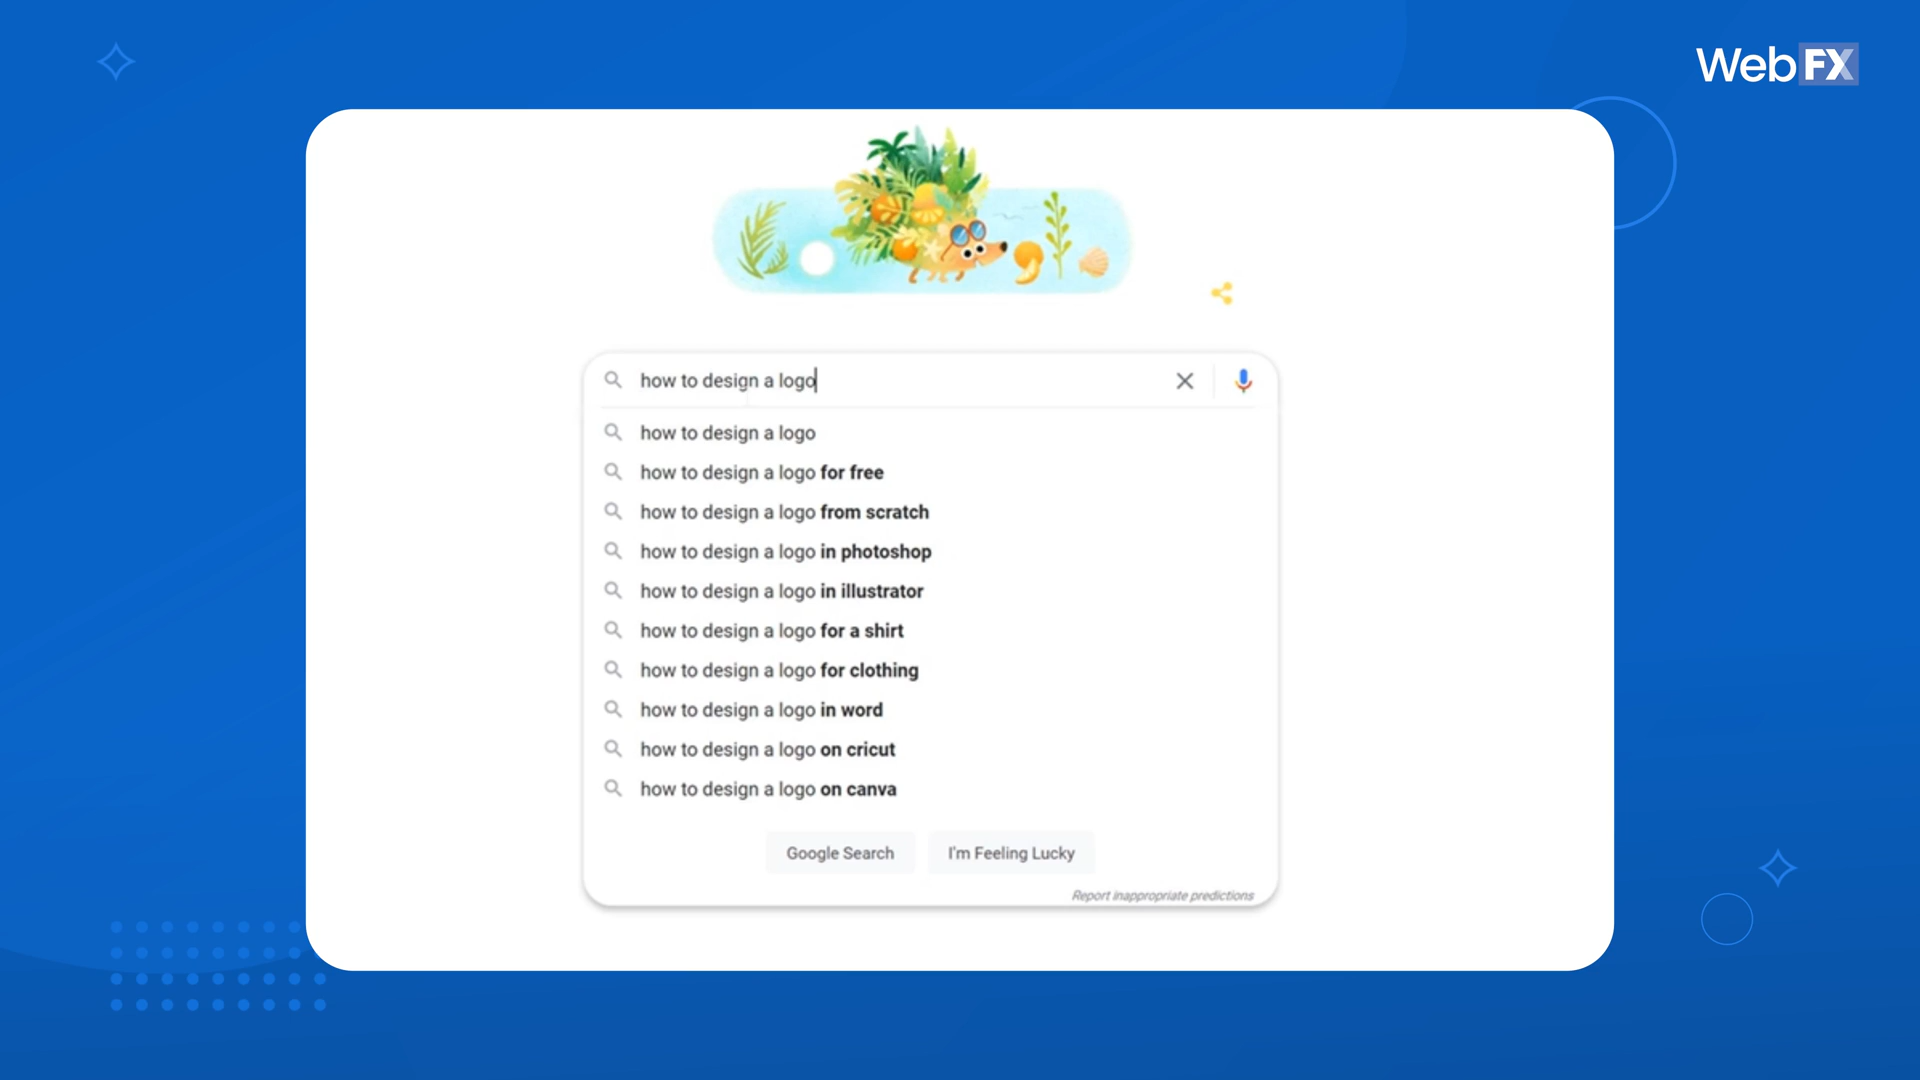 WebFX
how to design a logo
how to design a logo
how to design a logo for free
how to design a logo from scratch
how to design a logo in photoshop
how to design a logo in illustrator
how to design a logo for a shirt
how to design a logo for clothing
how to design a logo in word
how to design a logo on cricut
how to design a logo on canva
Google Search I'm Feeling Lucky
Report inappropriate predictions